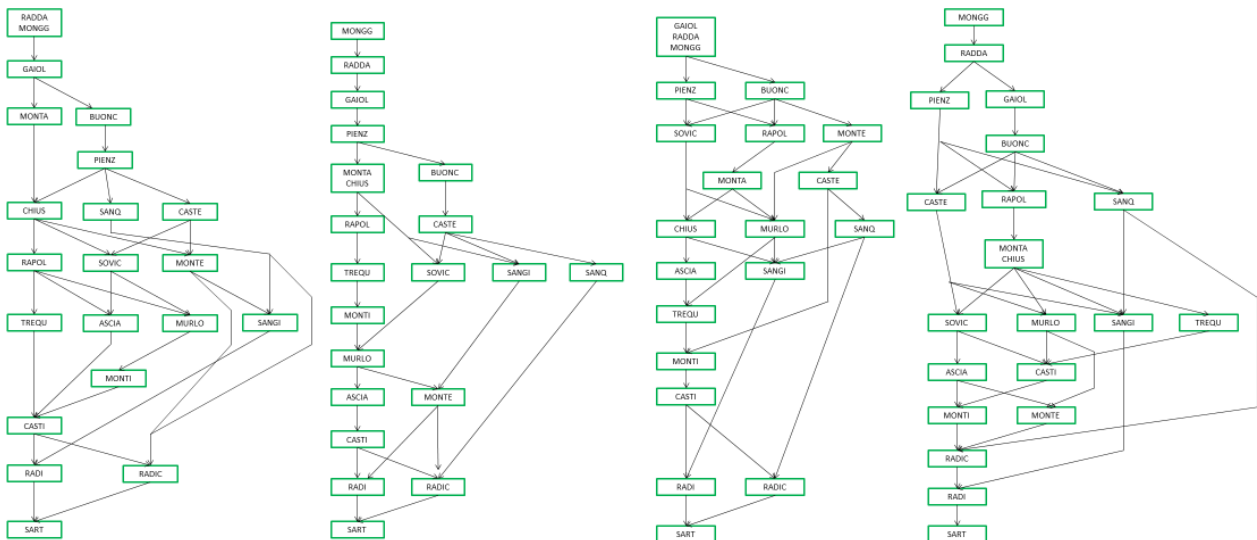 RADDA
MONGG
GAIOL
MONTA
BUONC
PIENZ
CHIUS
SANQ
CASTE
RAPOL
SOVIC
MONTE
TREQU
ASCIA
MURLO
SANGI
MONTI
CASTI
RADI
RADIC
SART
MONGG
RADDA
GAIOL
PIENZ
MONTA
CHIUS
BUONC
RAPOL
CASTE
TREQU
SOVIC
SANGI
SANQ
MONTI
MURLO
ASCIA
MONTE
CASTI
RADI
RADIC
SART
GAIOL
RADDA
MONGG
PIENZ
BUONC
SOVIC
RAPOL
MONTE
MONTA
CASTE
CHIUS
MURLO
SANQ
ASCIA
SANGI
TREQU
MONTI
CASTI
RADI
RADIC
SART
MONGG
RADDA
PIENZ
GAIOL
BUONC
CASTE
RAPOL
SANQ
MONTA
CHIUS
SOVIC
MURLO
SANGI
TREQU
ASCIA
CASTI
MONTI
MONTE
RADIC
RADI
SART